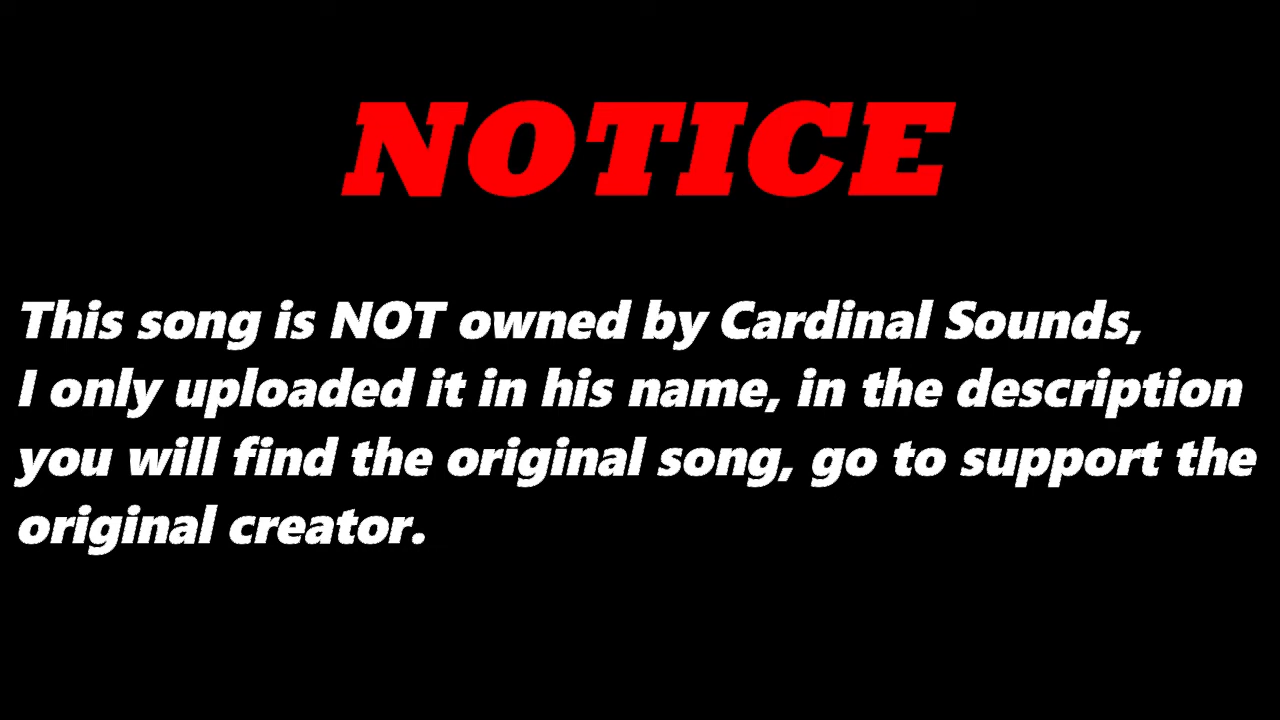 NOTICE
This song is NOT owned by Cardinal Sounds,
I only uploaded it in his name, in the description
you will find the original song, go to support the
original creator.